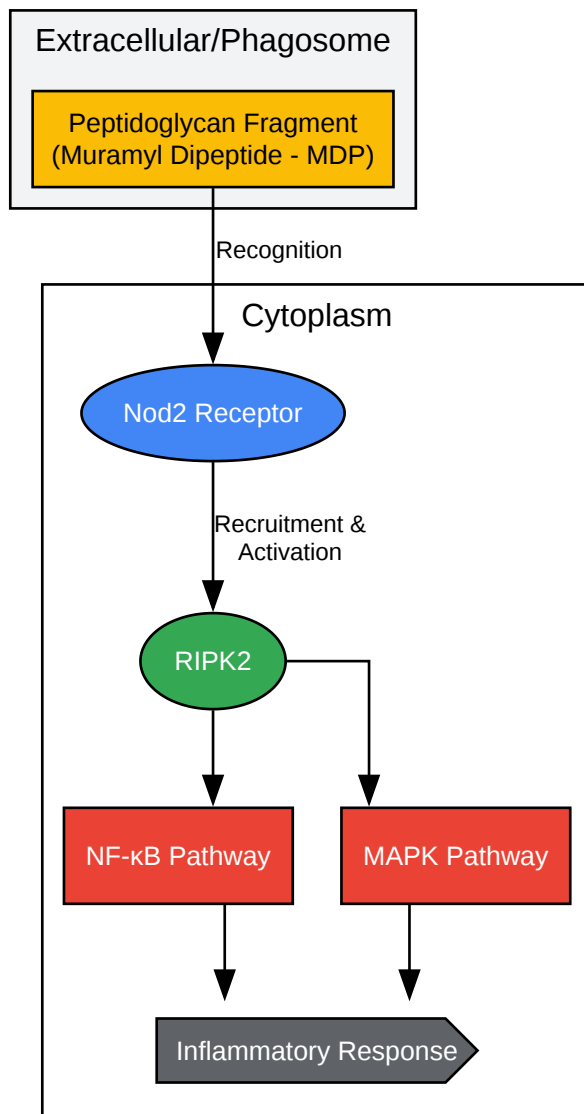 Extracellular/Phagosome
Peptidoglycan Fragment
(Muramyl Dipeptide - MDP)
Recognition
Cytoplasm
Nod2 Receptor
Recruitment &
Activation
RIPK2
NF-κB Pathway
MAPK Pathway
Inflammatory Response